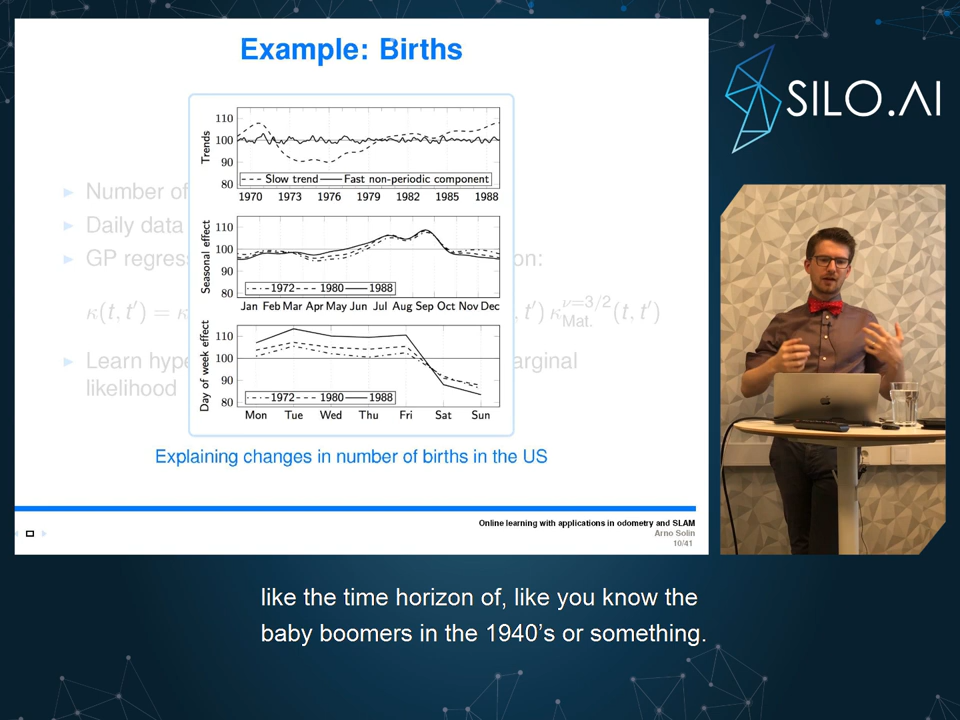 Example: Births
SILO.AI
110
100
90
80
Trends
Slow trend
Fast non-periodic component
1970 1973 1976 1979 1982 1985 1988
Number of
Daily data
GP regres
on:
110
100
90
80
Seasonal effect
1972 1980 1988
Jan Feb Mar Apr May Jun Jul Aug Sep Oct Nov Dec
κ(t, t′) = κ
, t′) κ ν=3/2 Mat. (t, t′)
110
100
90
80
Day of week effect
1972 1980 1988
Mon Tue Wed Thu Fri Sat Sun
Learn hype
arginal
likelihood
Explaining changes in number of births in the US
Online learning with applications in odometry and SLAM
Arno Solin
10/41
like the time horizon of, like you know the
baby boomers in the 1940's or something.